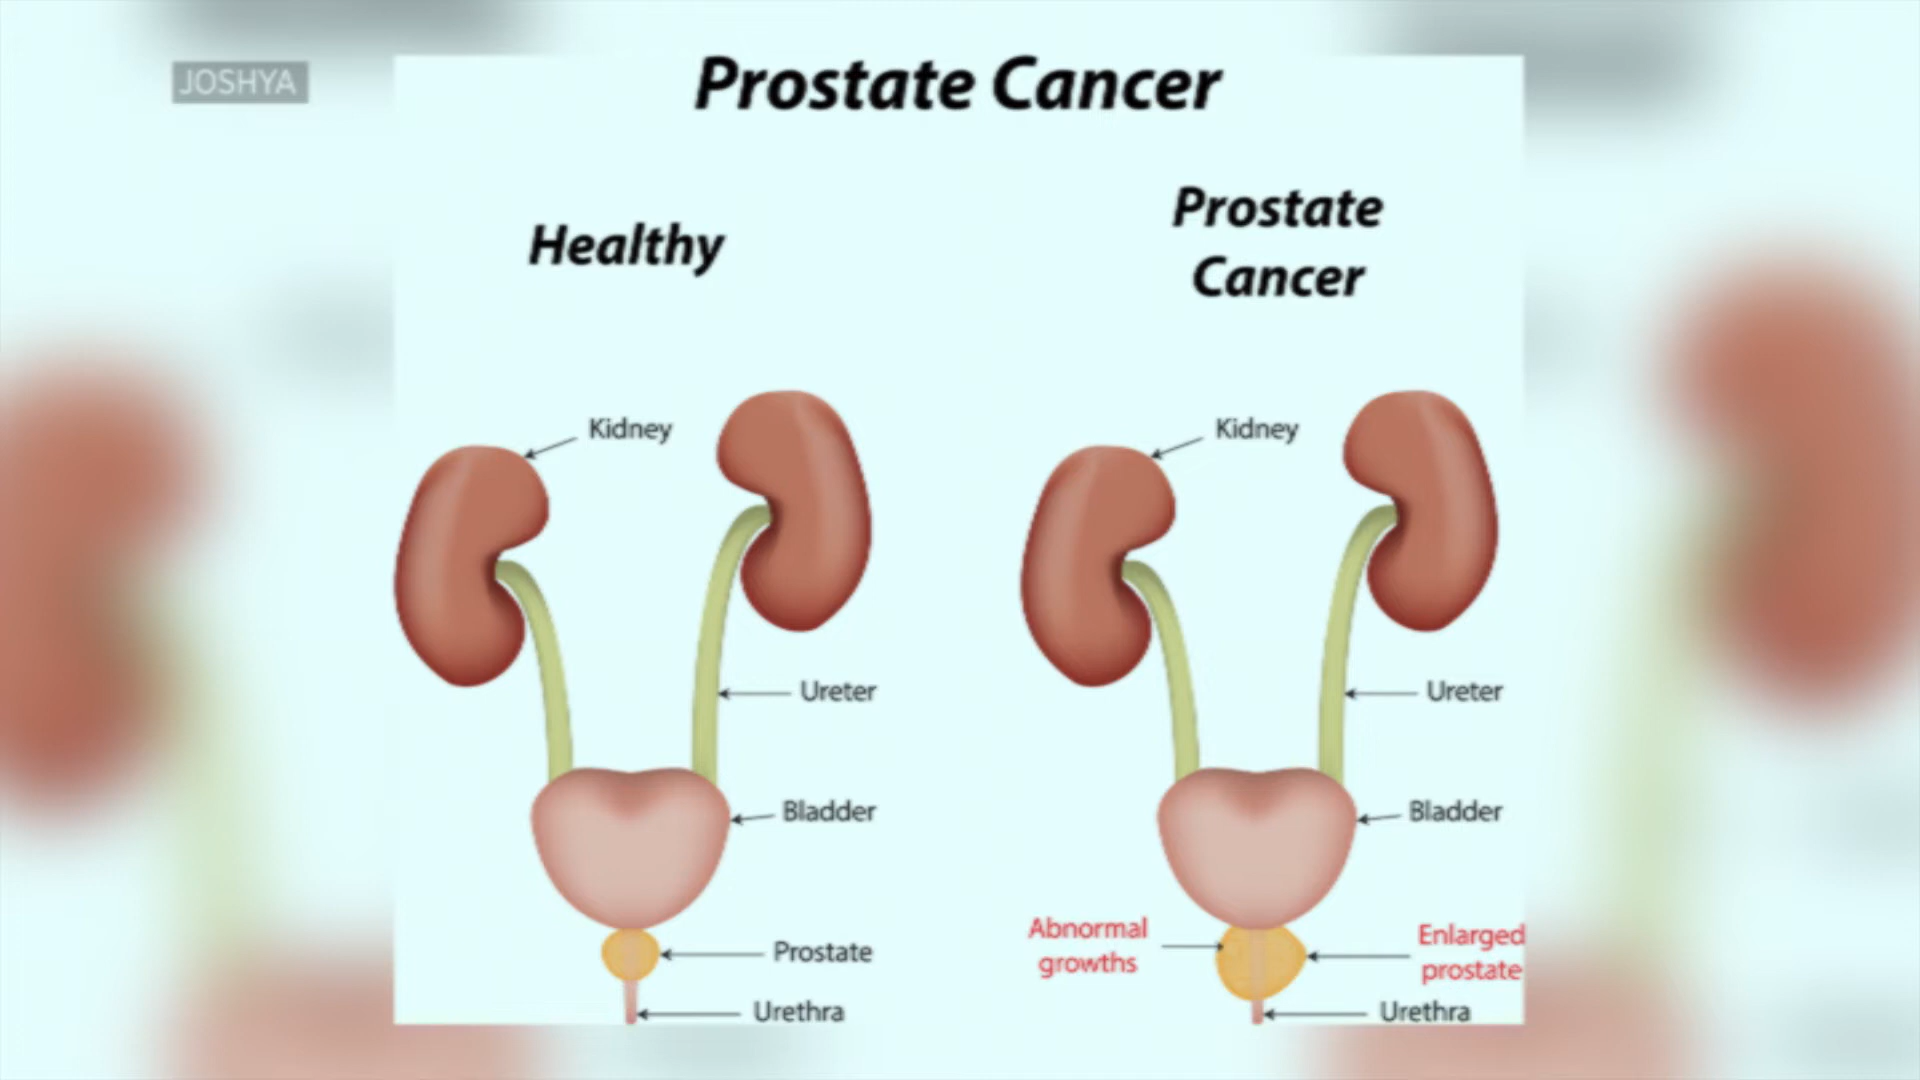 JOSHYA
Prostate Cancer
Healthy
Kidney
Ureter
Bladder
Prostate
Urethra
Prostate
Cancer
Kidney
Ureter
Bladder
Abnormal
growths
Enlarged
prostate
Urethra